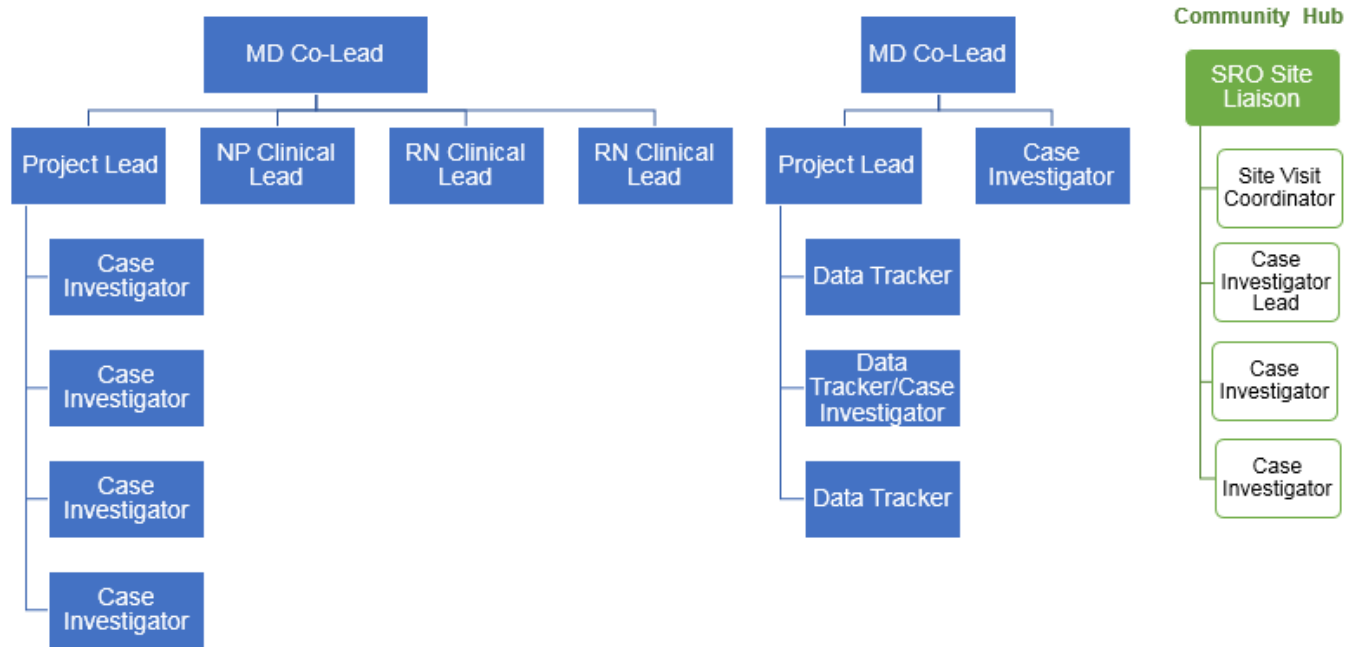 Community Hub
MD Co-Lead
MD Co-Lead
SRO Site
Liaison
Project Lead
NP Clinical
Lead
RN Clinical
Lead
RN Clinical
Lead
Project Lead
Case
Investigator
Site Visit
Coordinator
Case
Investigator
Data Tracker
Case
Investigator
Lead
Case
Investigator
Data
Tracker/Case
Investigator
Case
Investigator
Case
Investigator
Data Tracker
Case
Investigator
Case
Investigator